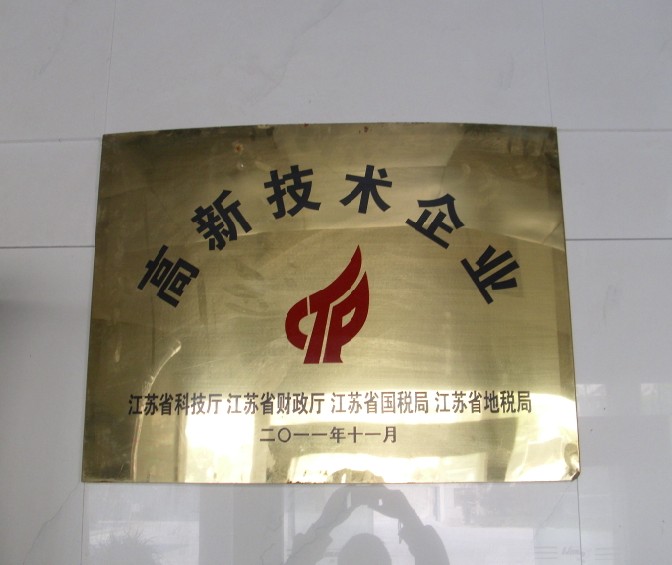 高新技术企业
CTP
江苏省科技厅 江苏省财政厅 江苏省国税局 江苏省地税局
二〇一一年十一月